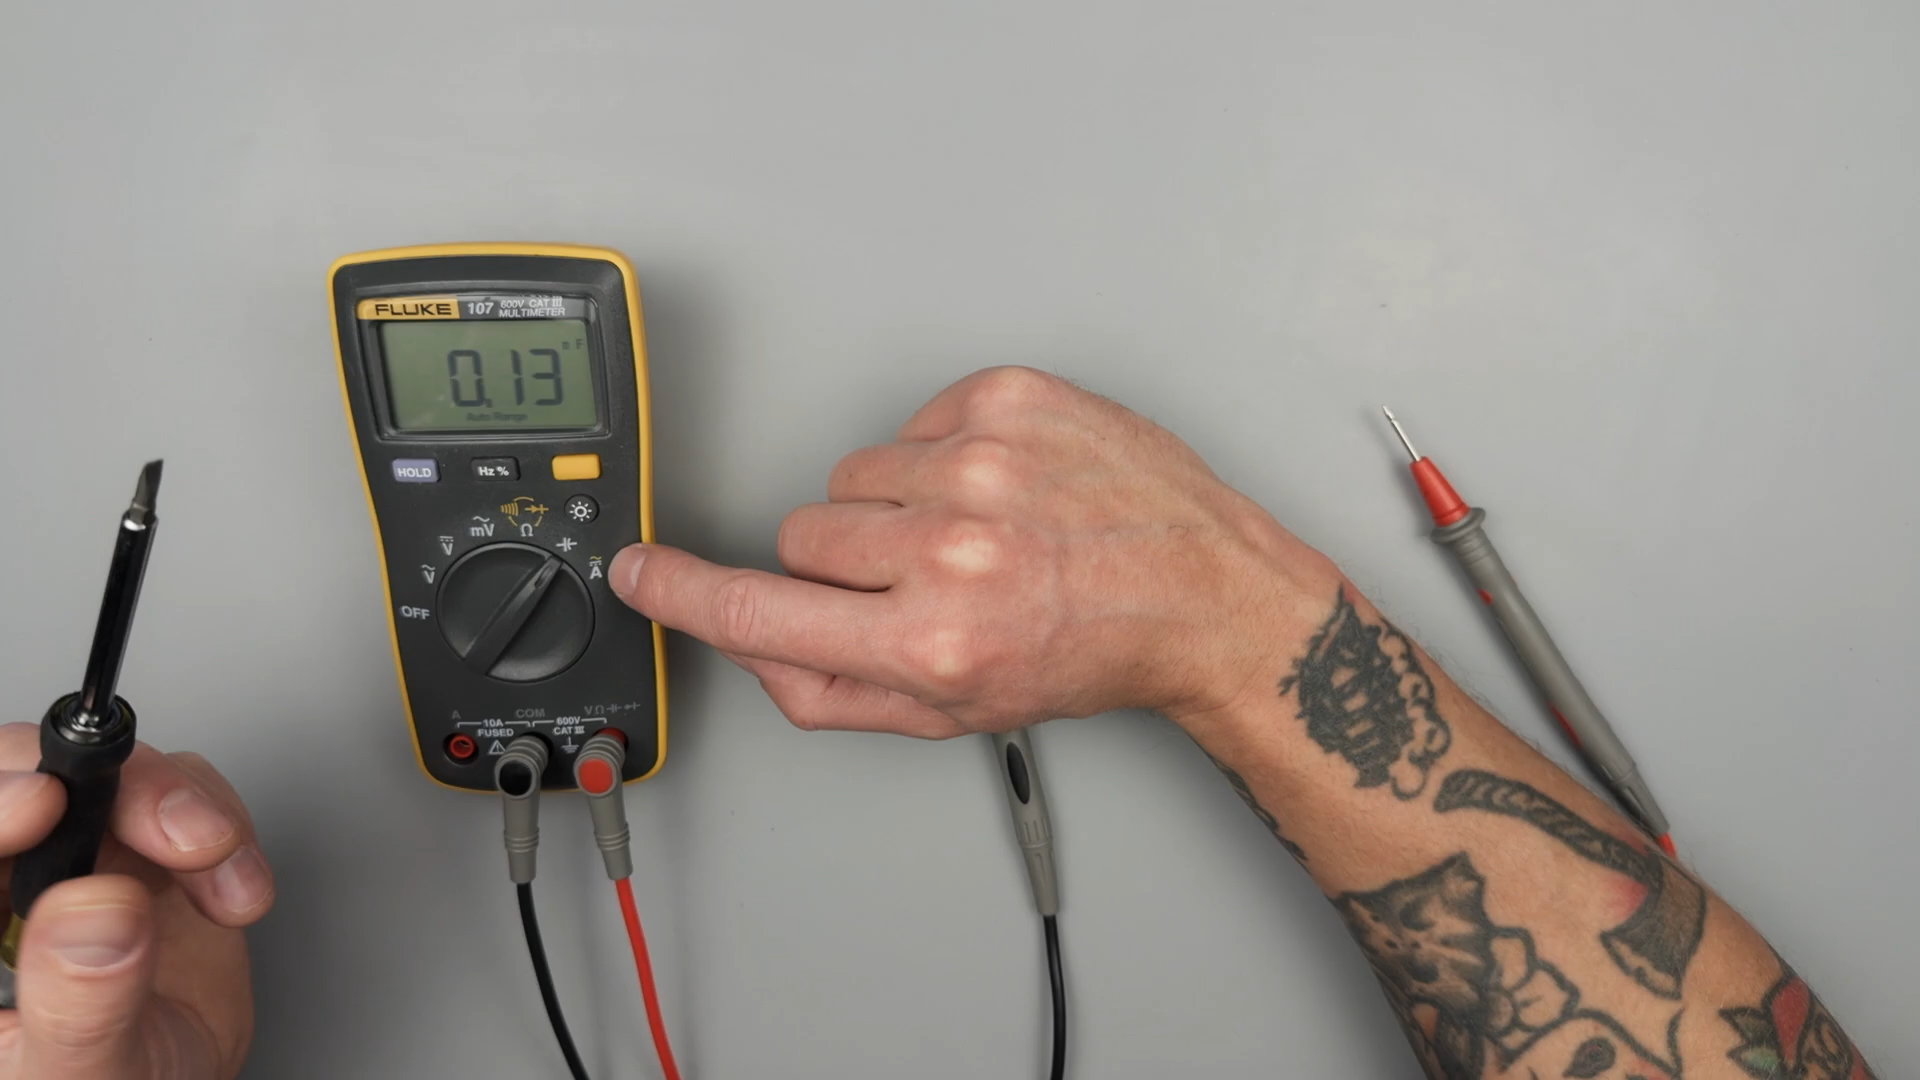 FLUKE 107 600V CAT III
MULTIMETER
m F
0.13
Auto Range
HOLD Hz %
mV Ω
V
V A
OFF
A COM VΩ
10A 600V
FUSED CAT III